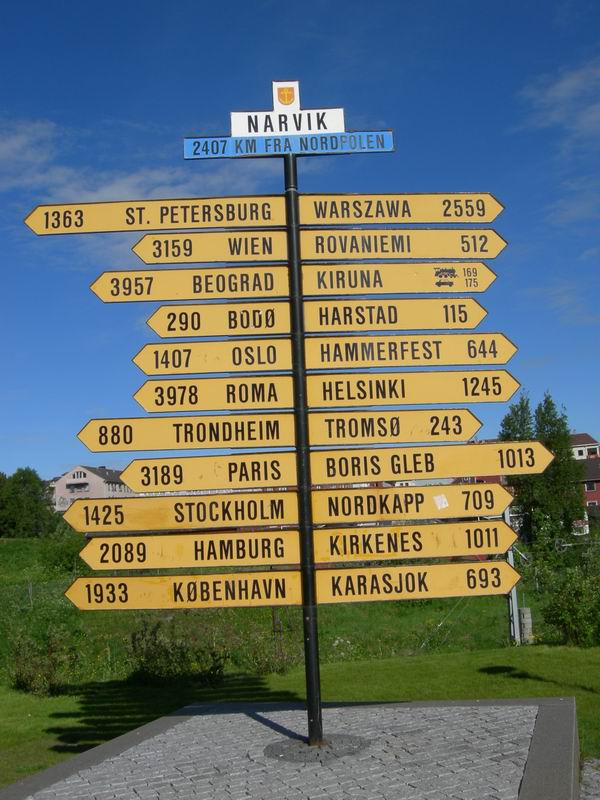 NARVIK
2407 KM FRA NORDPOLEN
1363 ST. PETERSBURG
WARSZAWA 2559
3159 WIEN
ROVANIEMI 512
3957 BEOGRAD
KIRUNA 169
175
290 BODØ
HARSTAD 115
1407 OSLO
HAMMERFEST 644
3978 ROMA
HELSINKI 1245
880 TRONDHEIM
TROMSØ 243
3189 PARIS
BORIS GLEB 1013
1425 STOCKHOLM
NORDKAPP 709
2089 HAMBURG
KIRKENES 1011
1933 KØBENHAVN
KARASJOK 693